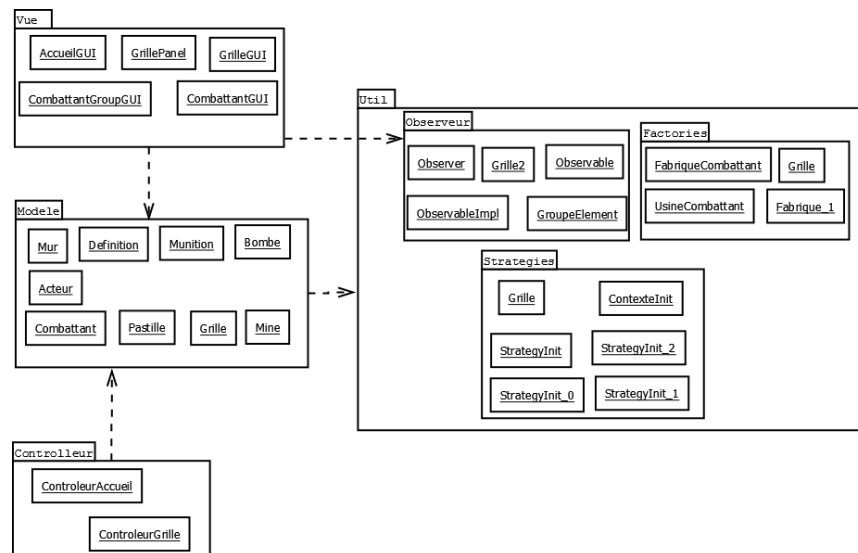 Vue
AccueilGUI
GrillePanel
GrilleGUI
CombattantGroupGUI
CombattantGUI
Util
Observeur
Observer
Grille2
Observable
ObservableImpl
GroupeElement
Factories
FabriqueCombattant
Grille
UsineCombattant
Fabrique_1
Strategies
Grille
ContexteInit
StrategyInit
StrategyInit_2
StrategyInit_0
StrategyInit_1
Modele
Mur
Definition
Munition
Bombe
Acteur
Combattant
Pastille
Grille
Mine
Controlleur
ControleurAccueil
ControleurGrille